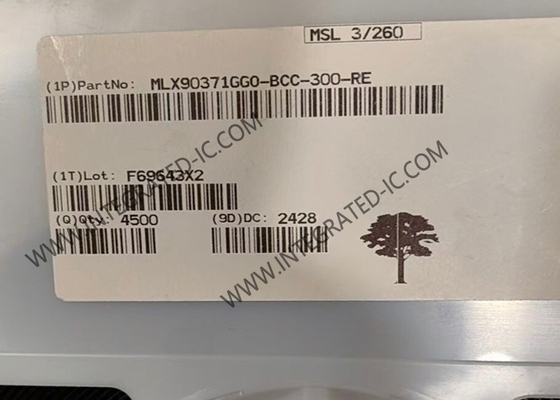 MSL 3/260
(1P)PartNo: MLX90371GGO-BCC-300-RE
(1T)Lot: F69643X2
(Q)Qty: 4500 (9D)DC: 2428
WWW.INTEGRATED-IC.COM
WWW.INTEGRATED-IC.COM